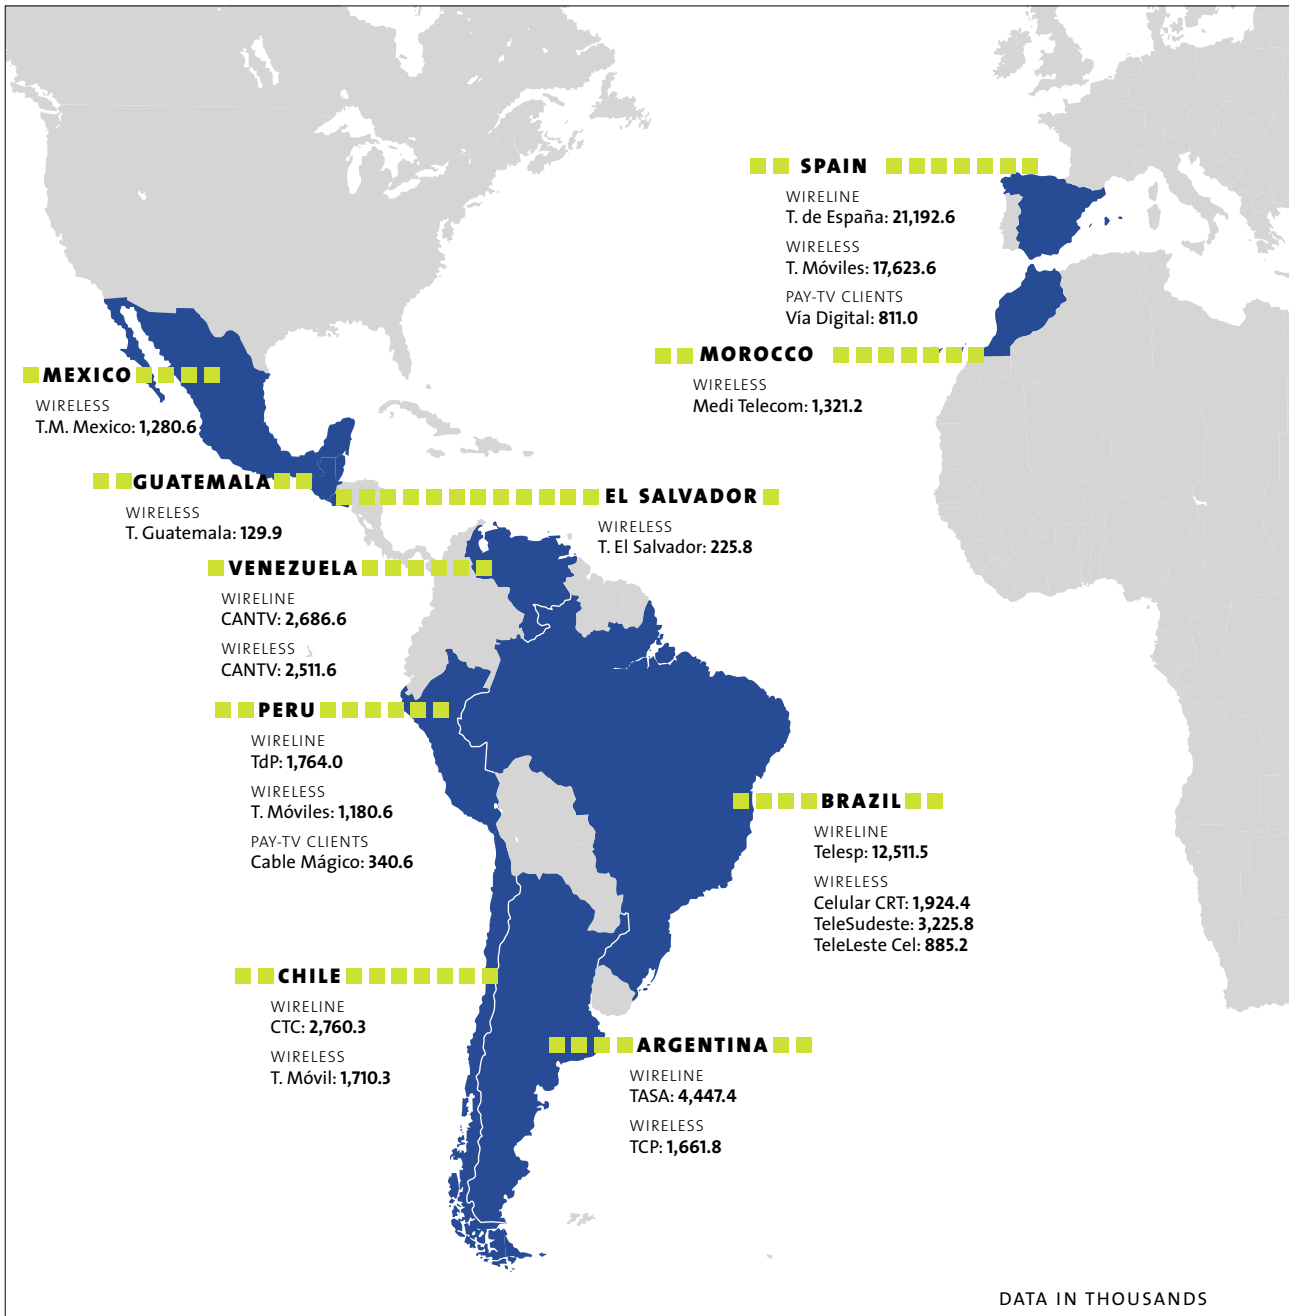 SPAIN
WIRELINE
T. de España: 21,192.6
WIRELESS
T. Móviles: 17,623.6
PAY-TV CLIENTS
Vía Digital: 811.0
MOROCCO
WIRELESS
Medi Telecom: 1,321.2
MEXICO
WIRELESS
T.M. Mexico: 1,280.6
GUATEMALA
WIRELESS
T. Guatemala: 129.9
EL SALVADOR
WIRELESS
T. El Salvador: 225.8
VENEZUELA
WIRELINE
CANTV: 2,686.6
WIRELESS
CANTV: 2,511.6
PERU
WIRELINE
TdP: 1,764.0
WIRELESS
T. Móviles: 1,180.6
PAY-TV CLIENTS
Cable Mágico: 340.6
BRAZIL
WIRELINE
Telesp: 12,511.5
WIRELESS
Celular CRT: 1,924.4
TeleSudeste: 3,225.8
TeleLeste Cel: 885.2
CHILE
WIRELINE
CTC: 2,760.3
WIRELESS
T. Móvil: 1,710.3
ARGENTINA
WIRELINE
TASA: 4,447.4
WIRELESS
TCP: 1,661.8
DATA IN THOUSANDS